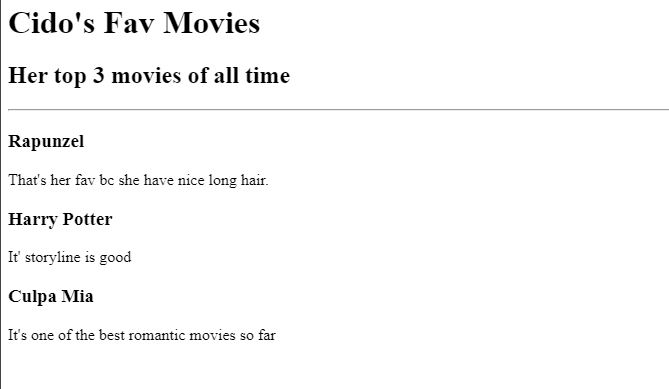 Cido's Fav Movies
Her top 3 movies of all time
Rapunzel
That's her fav bc she have nice long hair.
Harry Potter
It' storyline is good
Culpa Mia
It's one of the best romantic movies so far